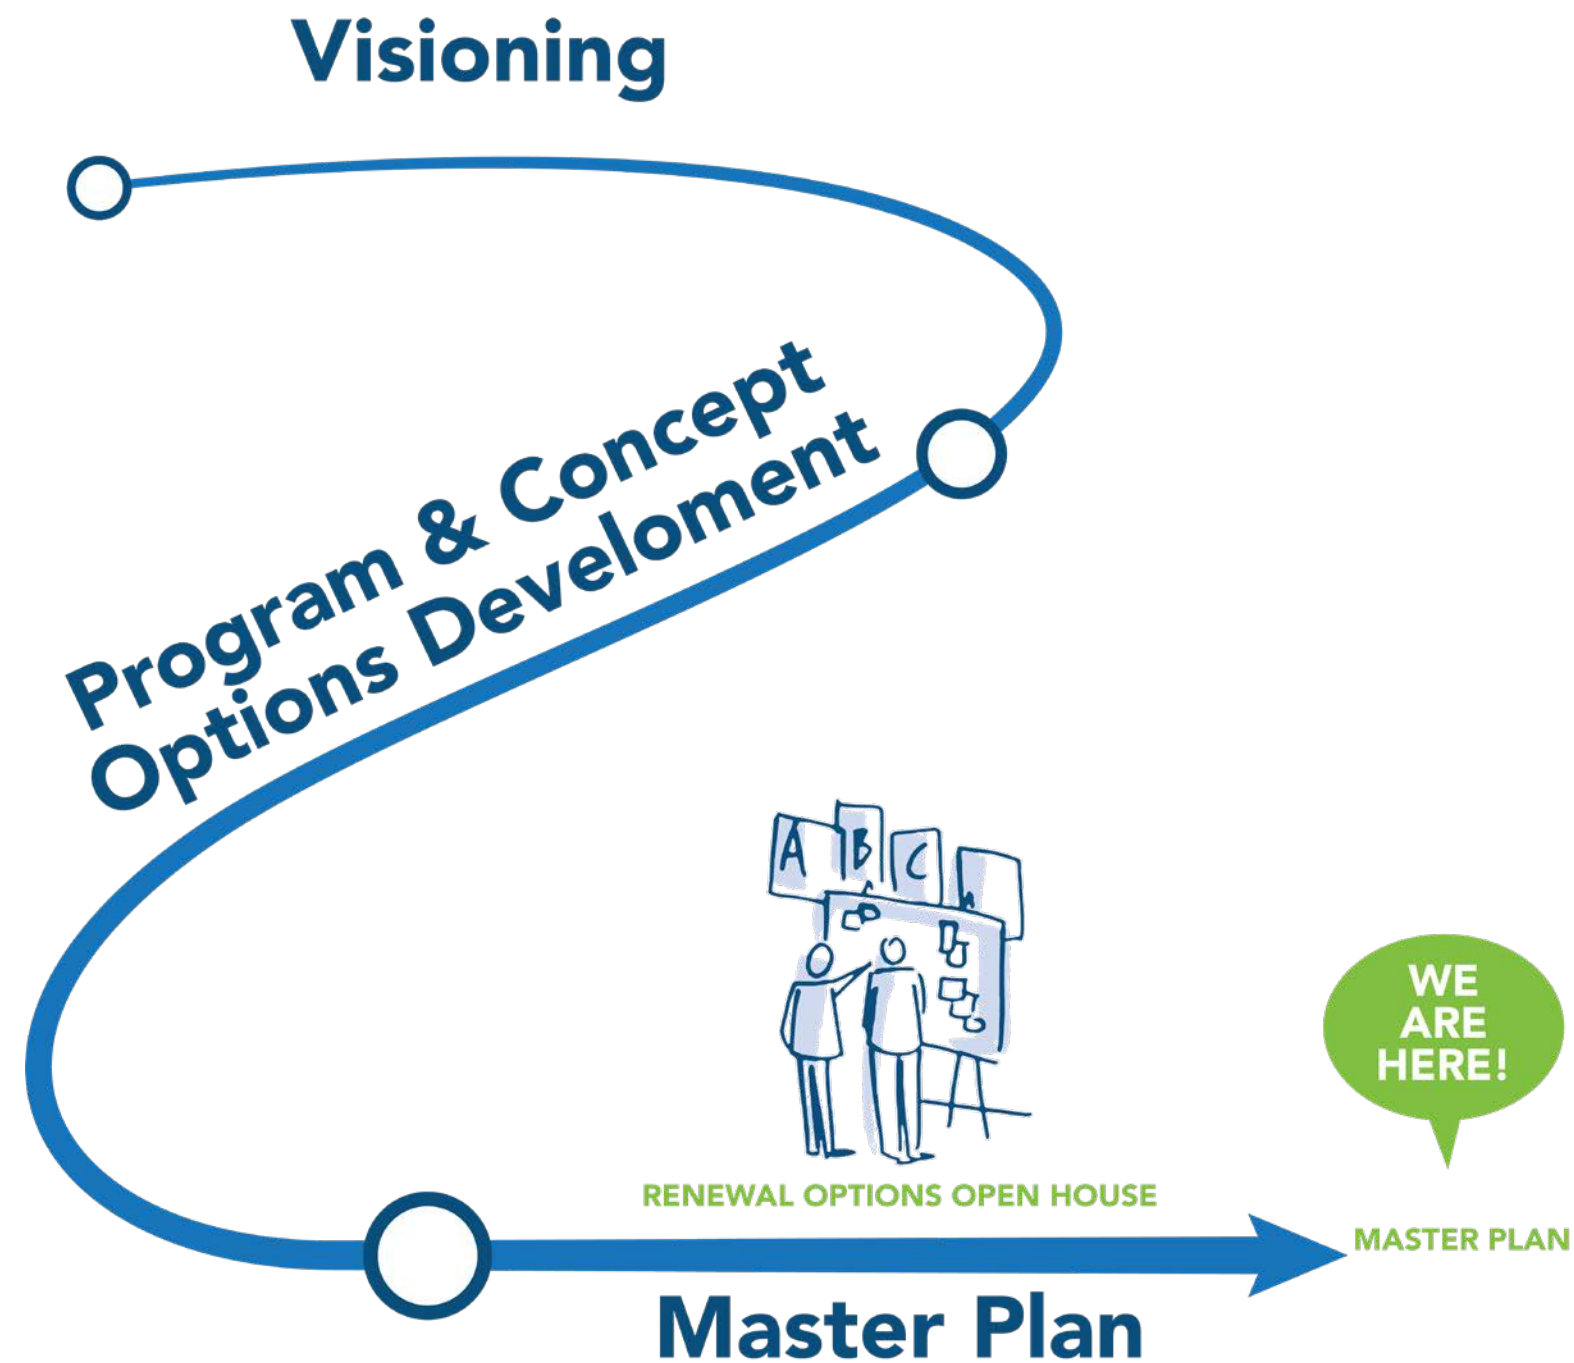 Visioning
Program & Concept
Options Develoment
A
B
C
WE
ARE
HERE!
RENEWAL OPTIONS OPEN HOUSE
MASTER PLAN
Master Plan